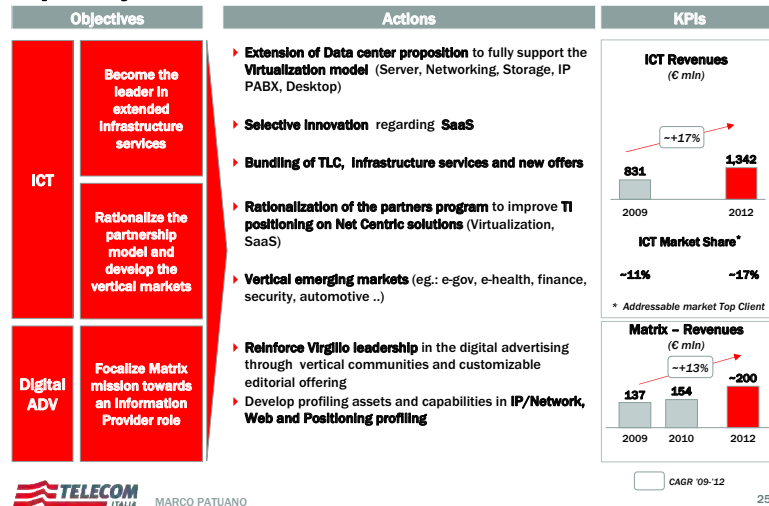 Objectives
Actions
KPIs
ICT
Become the
leader in
extended
Infrastructure
services
Rationalize the
partnership
model and
develop the
vertical markets
Extension of Data center proposition to fully support the
Virtualization model (Server, Networking, Storage, IP
PABX, Desktop)
Selective Innovation regarding SaaS
Bundling of TLC, Infrastructure services and new offers
Rationalization of the partners program to improve TI
positioning on Net Centric solutions (Virtualization,
SaaS)
Vertical emerging markets (eg.: e-gov, e-health, finance,
security, automotive ..)
ICT Revenues
(€ mln)
~+17%
831
1,342
2009
2012
ICT Market Share*
~11%
~17%
* Addressable market Top Client
Digital
ADV
Focalize Matrix
mission towards
an Information
Provider role
Reinforce Virgilio leadership in the digital advertising
through vertical communities and customizable
editorial offering
Develop profiling assets and capabilities in IP/Network,
Web and Positioning profiling
Matrix – Revenues
(€ mln)
~+13%
137
154
~200
2009
2010
2012
CAGR '09-'12
TELECOM
ITALIA
MARCO PATUANO
25